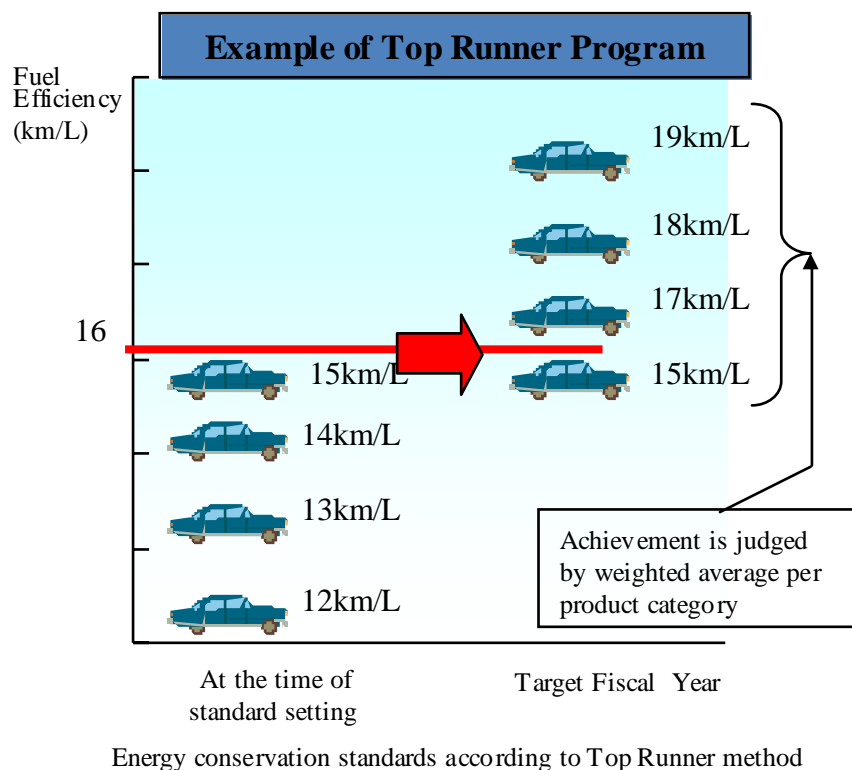 Example of Top Runner Program
Fuel
Efficiency
(km/L)
19km/L
18km/L
17km/L
16
15km/L
15km/L
14km/L
13km/L
12km/L
Achievement is judged
by weighted average per
product category
At the time of
standard setting
Target Fiscal Year
Energy conservation standards according to Top Runner method